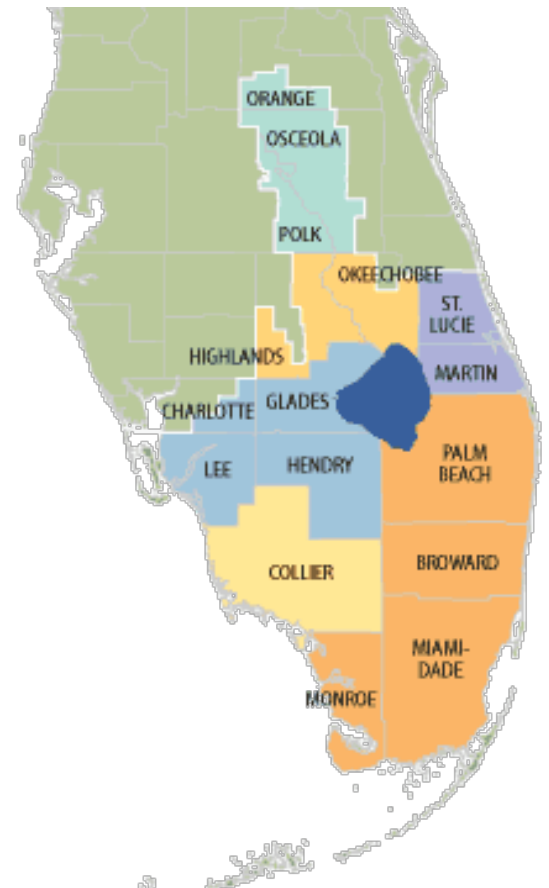 ORANGE
OSCEOLA
POLK
OKEECHOBEE
ST.
LUCIE
HIGHLANDS
MARTIN
CHARLOTTE
GLADES
LEE
HENDRY
PALM
BEACH
BROWARD
COLLIER
MIAMI-
DADE
MONROE